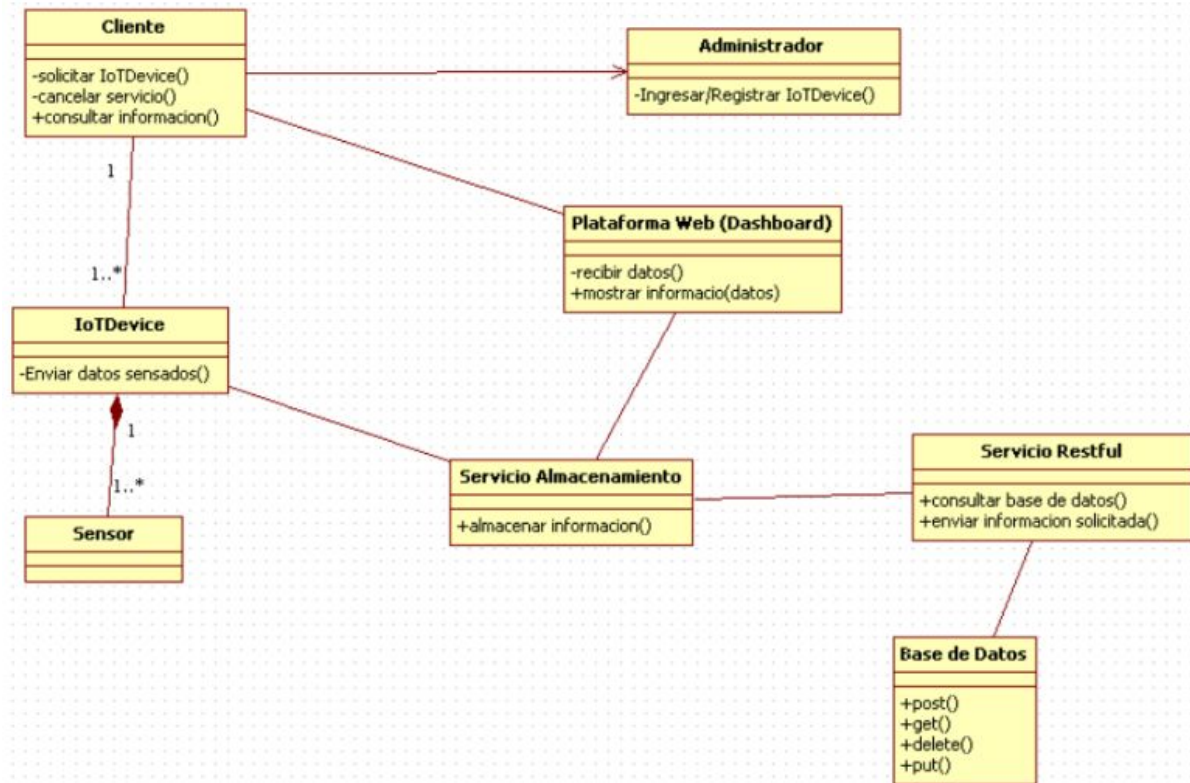 Cliente
-solicitar IoTDevice()
-cancelar servicio()
+consultar informacion()
Administrador
-Ingresar/Registrar IoTDevice()
1
1..*
Plataforma Web (Dashboard)
-recibir datos()
+mostrar informacio(datos)
IoTDevice
-Enviar datos sensados()
1
1..*
Sensor
Servicio Almacenamiento
+almacenar informacion()
Servicio Restful
+consultar base de datos()
+enviar informacion solicitada()
Base de Datos
+post()
+get()
+delete()
+put()